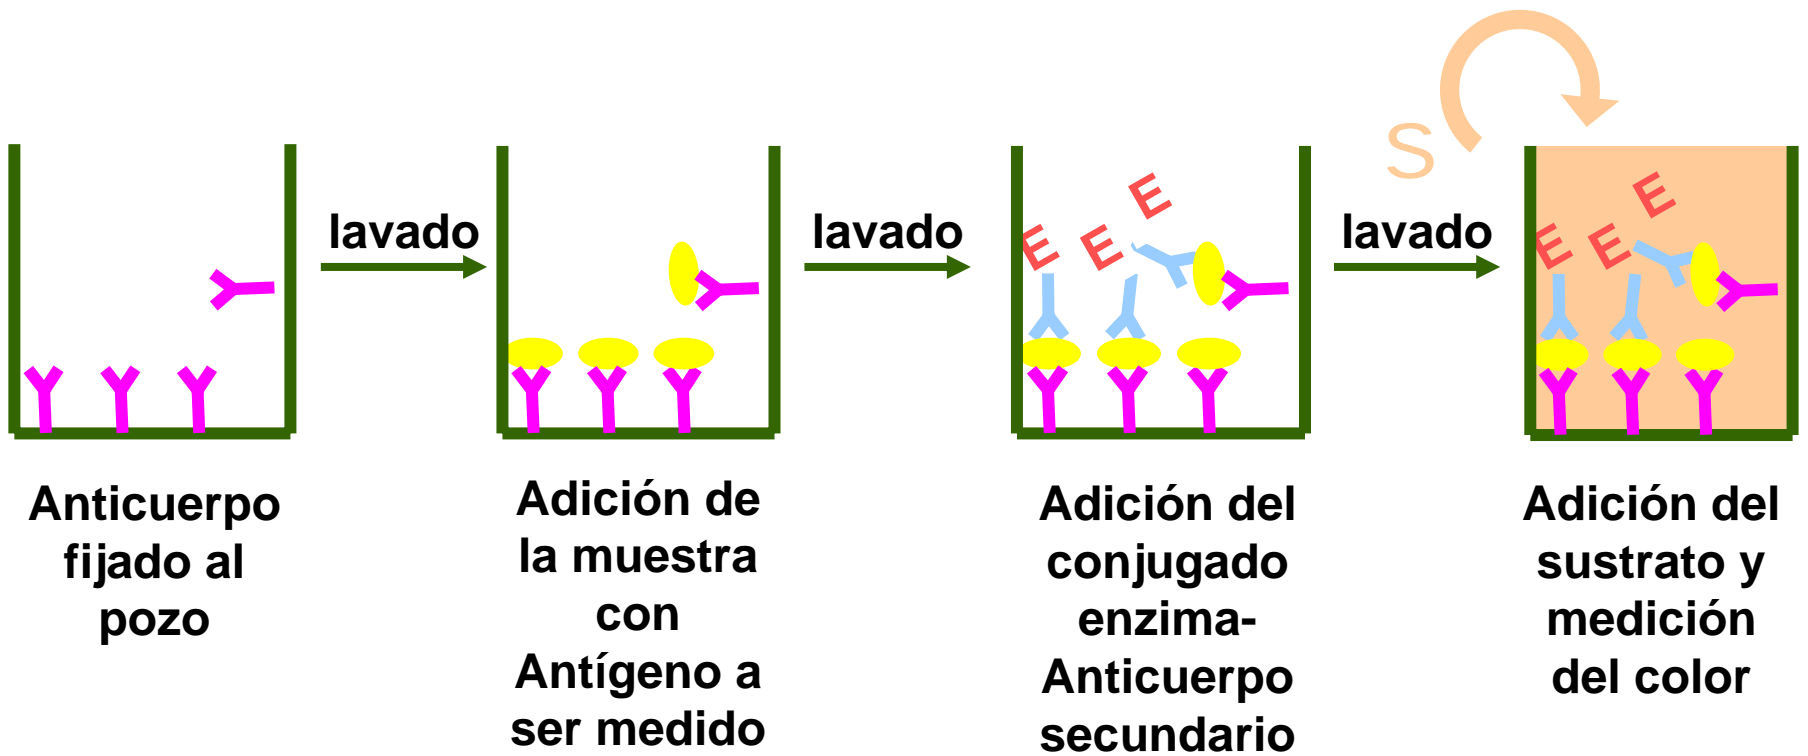 S
E
E
E
E
E
E
lavado
lavado
lavado
Anticuerpo
fijado al
pozo
Adición de
la muestra
con
Antígeno a
ser medido
Adición del
conjugado
enzima-
Anticuerpo
secundario
Adición del
sustrato y
medición
del color